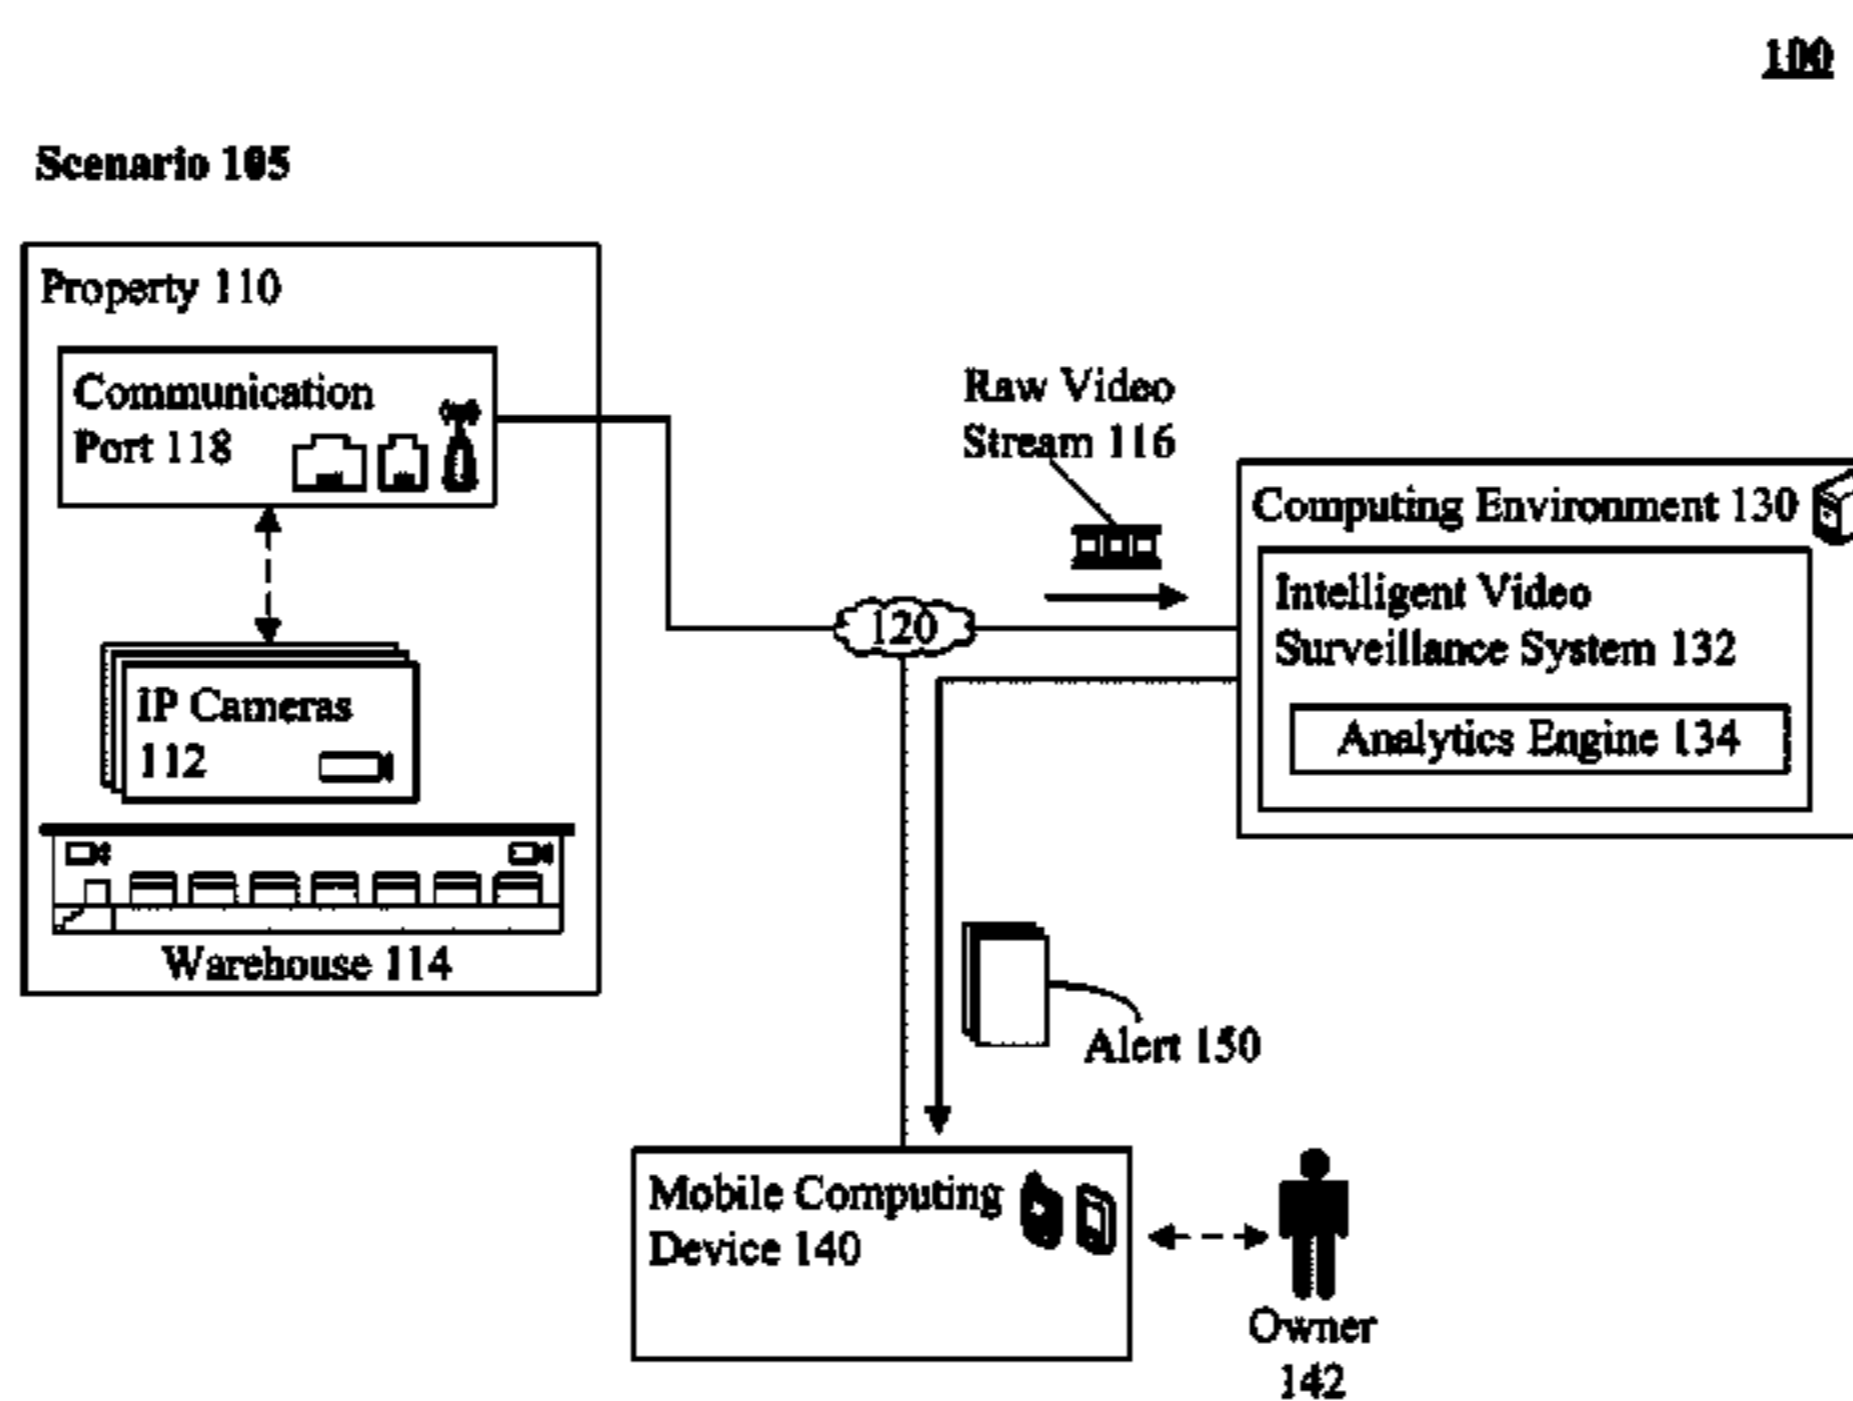 100
Scenario 105
Property 110
Communication
Port 118
IP Cameras
112
Warehouse 114
Raw Video
Stream 116
120
Computing Environment 130
Intelligent Video
Surveillance System 132
Analytics Engine 134
Alert 150
Mobile Computing
Device 140
Owner
142